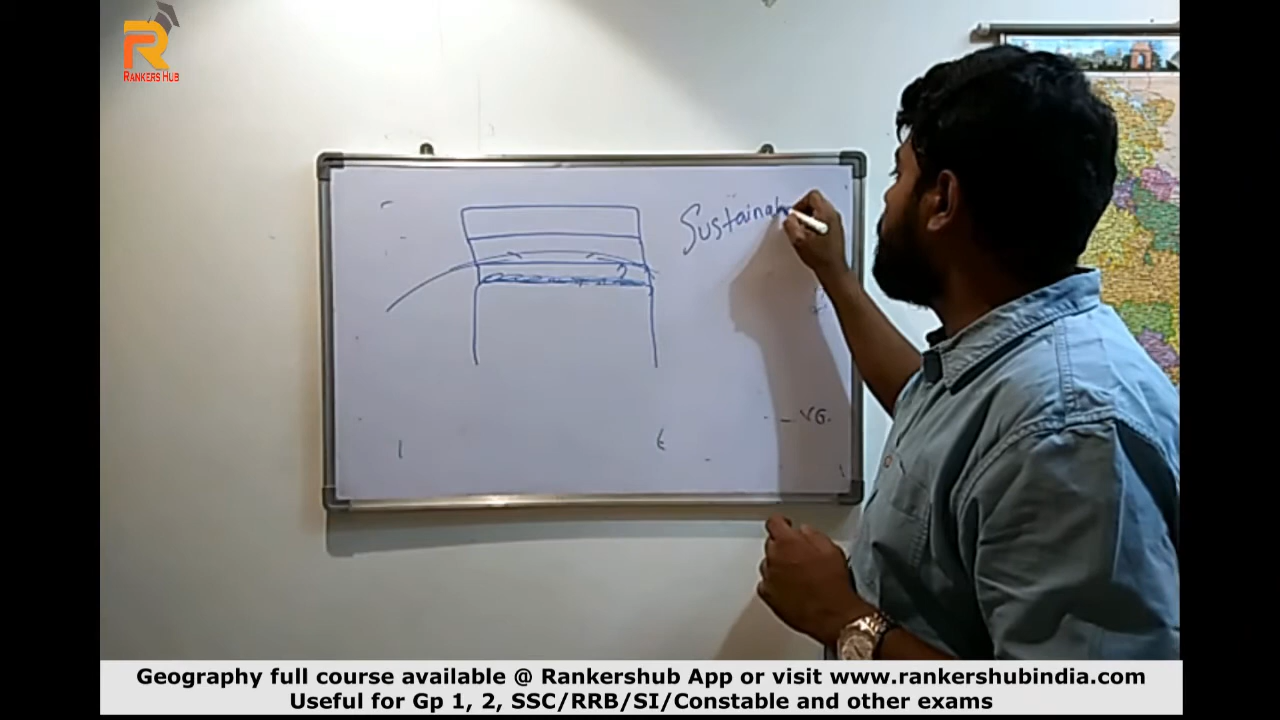 RANKERS HUB
Sustainab
VG.
Geography full course available @ Rankershub App or visit www.rankershubindia.com
Useful for Gp 1, 2, SSC/RRB/SI/Constable and other exams